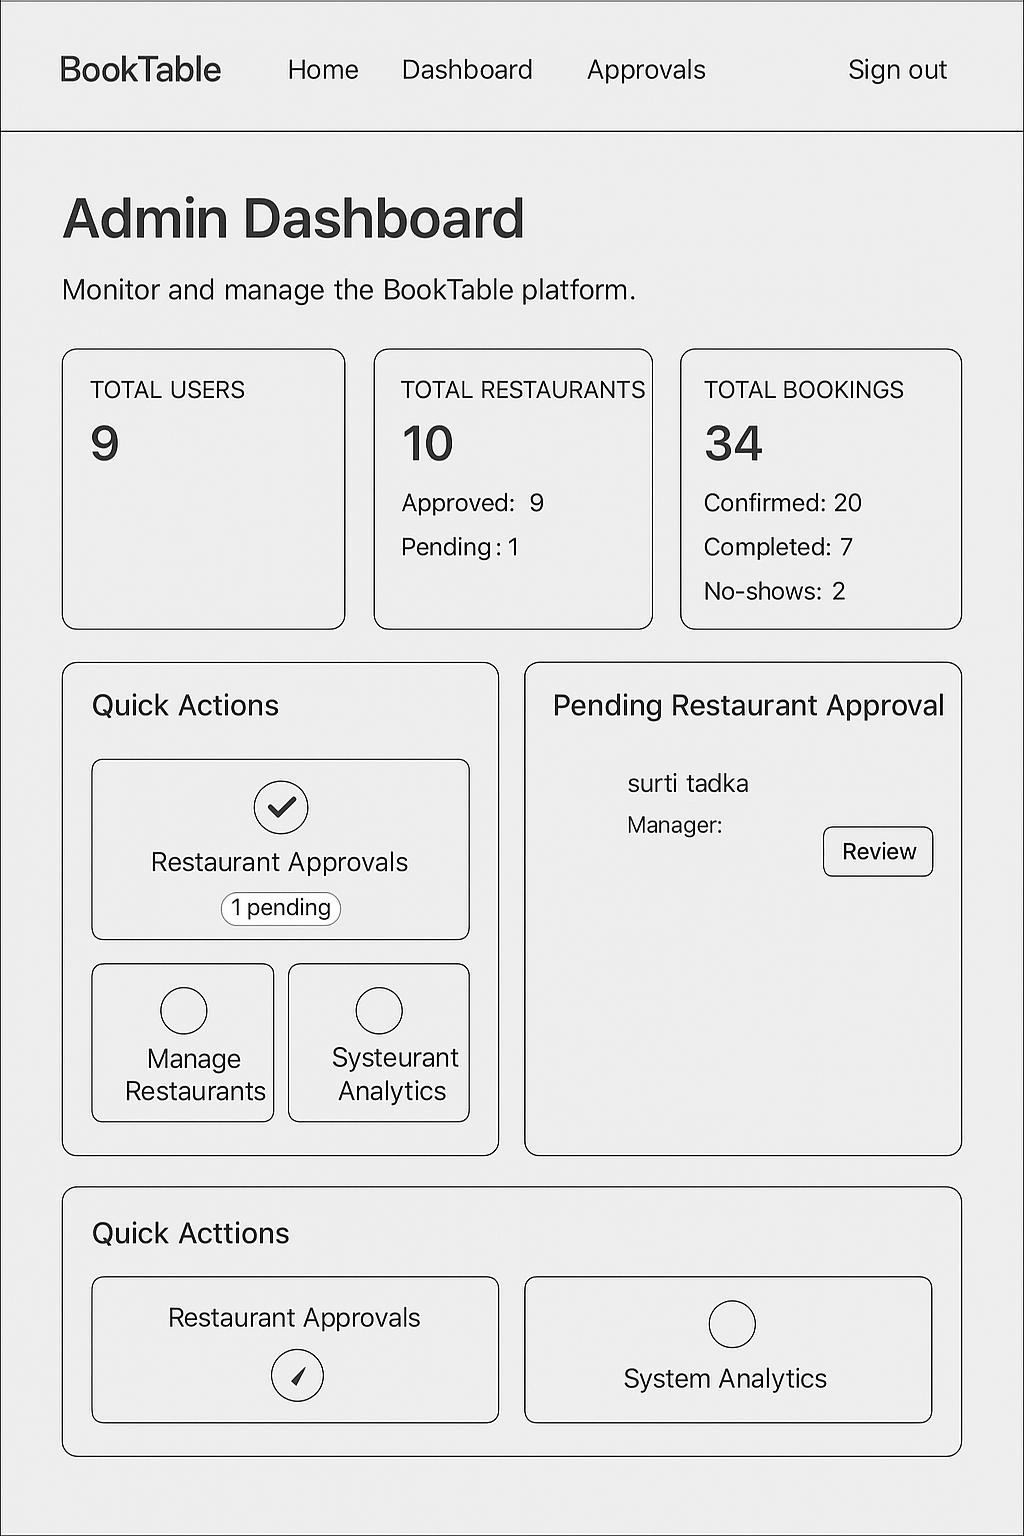 BookTable Home Dashboard Approvals Sign out
Admin Dashboard
Monitor and manage the BookTable platform.
TOTAL USERS
9
TOTAL RESTAURANTS
10
Approved: 9
Pending: 1
TOTAL BOOKINGS
34
Confirmed: 20
Completed: 7
No-shows: 2
Quick Actions
Restaurant Approvals
1 pending
Manage
Restaurants
Systeurant
Analytics
Pending Restaurant Approval
surti tadka
Manager:
Review
Quick Acttions
Restaurant Approvals
System Analytics